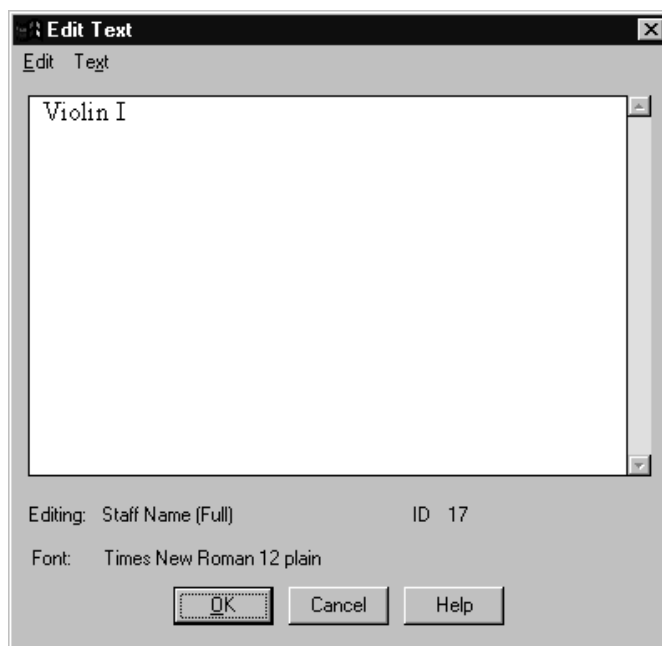 Edit Text
Edit Text
Violin I
Editing: Staff Name (Full) ID 17
Font: Times New Roman 12 plain
OK Cancel Help